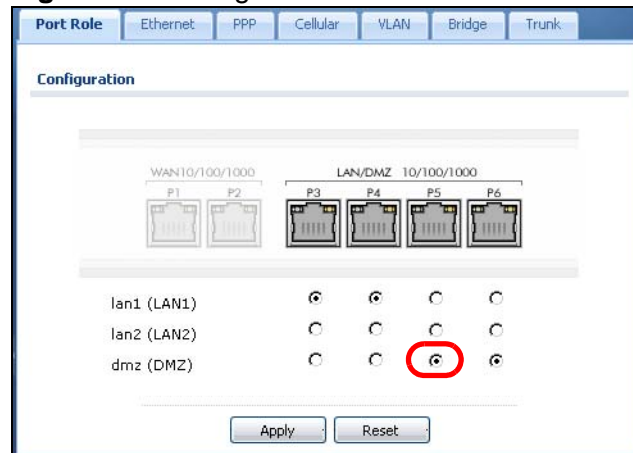 Port Role Ethernet PPP Cellular VLAN Bridge Trunk
Configuration
WAN10/100/1000 LAN/DMZ 10/100/1000
P1 P2 P3 P4 P5 P6
lan1 (LAN1)
lan2 (LAN2)
dmz (DMZ)
Apply Reset